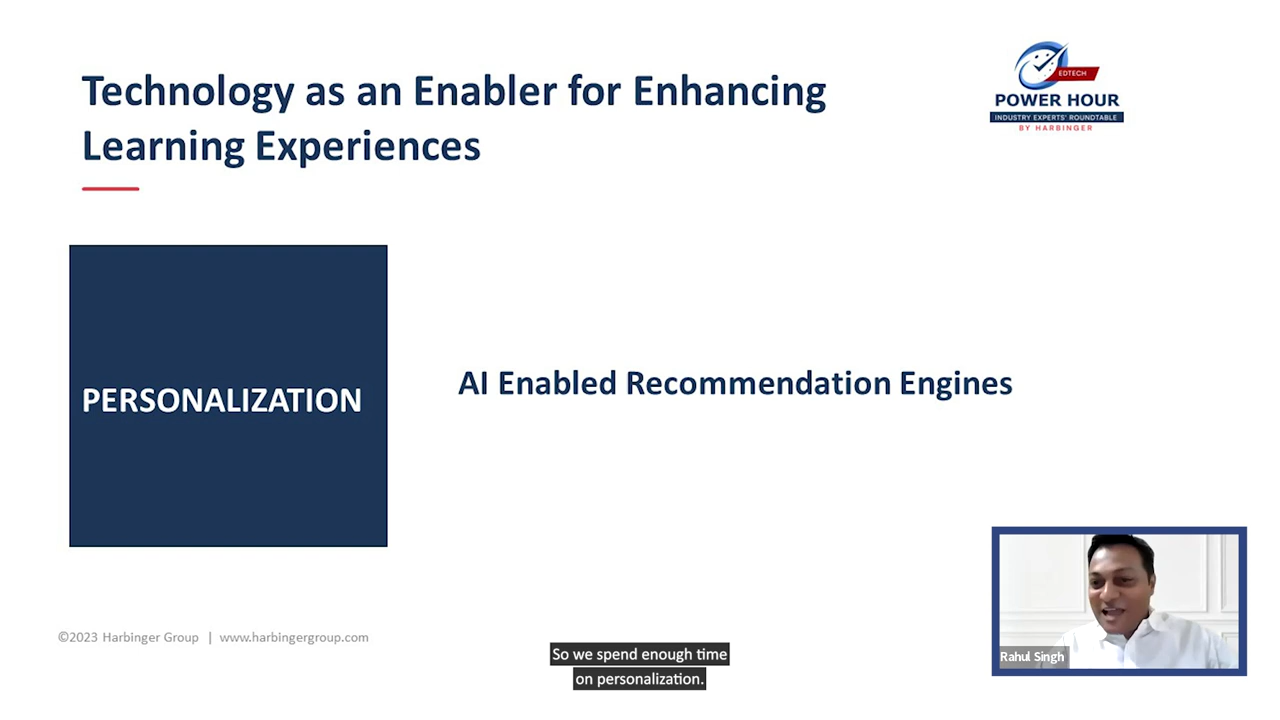 Technology as an Enabler for Enhancing
Learning Experiences
EDTECH
POWER HOUR
INDUSTRY EXPERTS' ROUNDTABLE
BY HARBINGER
PERSONALIZATION
AI Enabled Recommendation Engines
Rahul Singh
©2023 Harbinger Group | www.harbingergroup.com
So we spend enough time
on personalization.